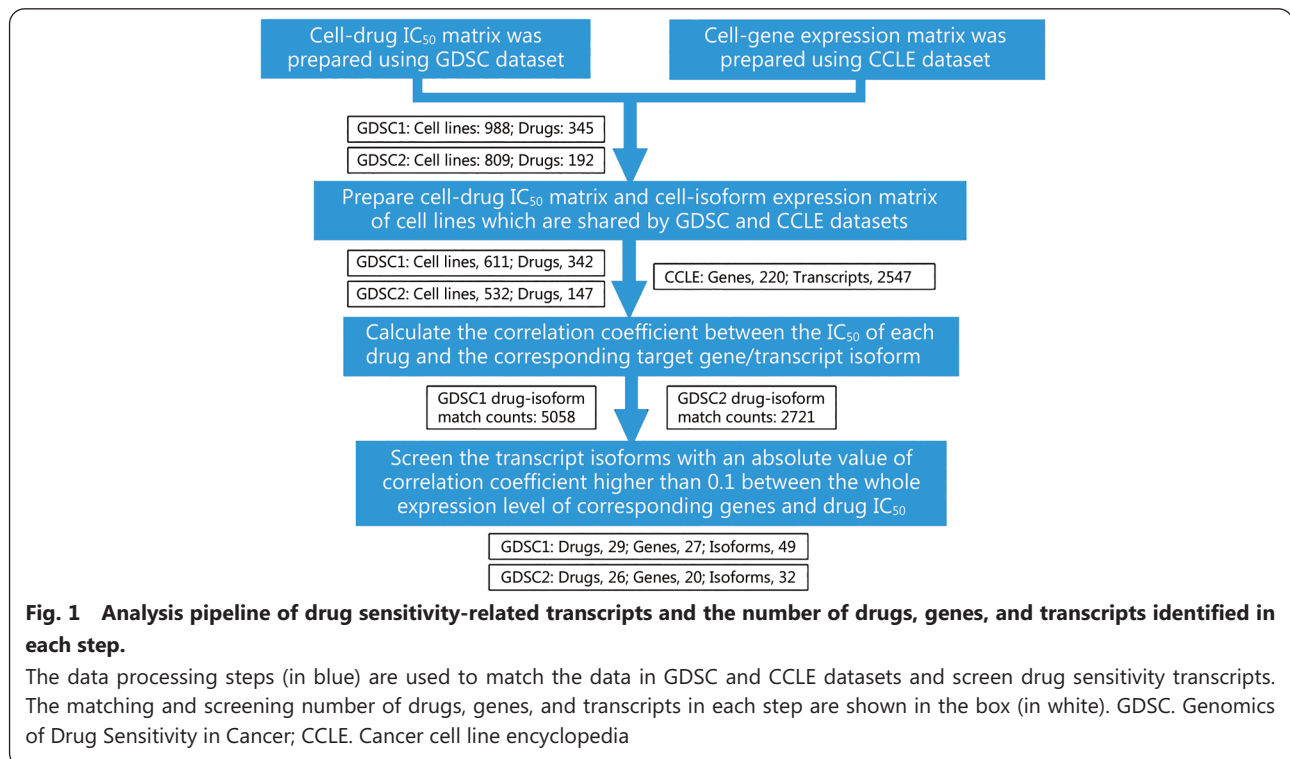 Cell-drug IC₅₀ matrix was
prepared using GDSC dataset
Cell-gene expression matrix was
prepared using CCLE dataset
GDSC1: Cell lines: 988; Drugs: 345
GDSC2: Cell lines: 809; Drugs: 192
Prepare cell-drug IC₅₀ matrix and cell-isoform expression matrix
of cell lines which are shared by GDSC and CCLE datasets
GDSC1: Cell lines, 611; Drugs, 342
GDSC2: Cell lines, 532; Drugs, 147
CCLE: Genes, 220; Transcripts, 2547
Calculate the correlation coefficient between the IC₅₀ of each
drug and the corresponding target gene/transcript isoform
GDSC1 drug-isoform
match counts: 5058
GDSC2 drug-isoform
match counts: 2721
Screen the transcript isoforms with an absolute value of
correlation coefficient higher than 0.1 between the whole
expression level of corresponding genes and drug IC₅₀
GDSC1: Drugs, 29; Genes, 27; Isoforms, 49
GDSC2: Drugs, 26; Genes, 20; Isoforms, 32
Fig. 1 Analysis pipeline of drug sensitivity-related transcripts and the number of drugs, genes, and transcripts identified in
each step.
The data processing steps (in blue) are used to match the data in GDSC and CCLE datasets and screen drug sensitivity transcripts.
The matching and screening number of drugs, genes, and transcripts in each step are shown in the box (in white). GDSC. Genomics
of Drug Sensitivity in Cancer; CCLE. Cancer cell line encyclopedia